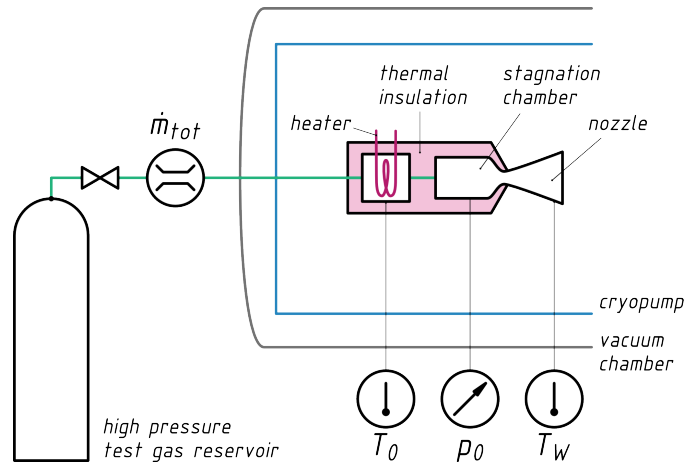 thermal
insulation
stagnation
chamber
heater
nozzle
ṁtot
cryopump
vacuum
chamber
high pressure
test gas reservoir
T0
p0
TW